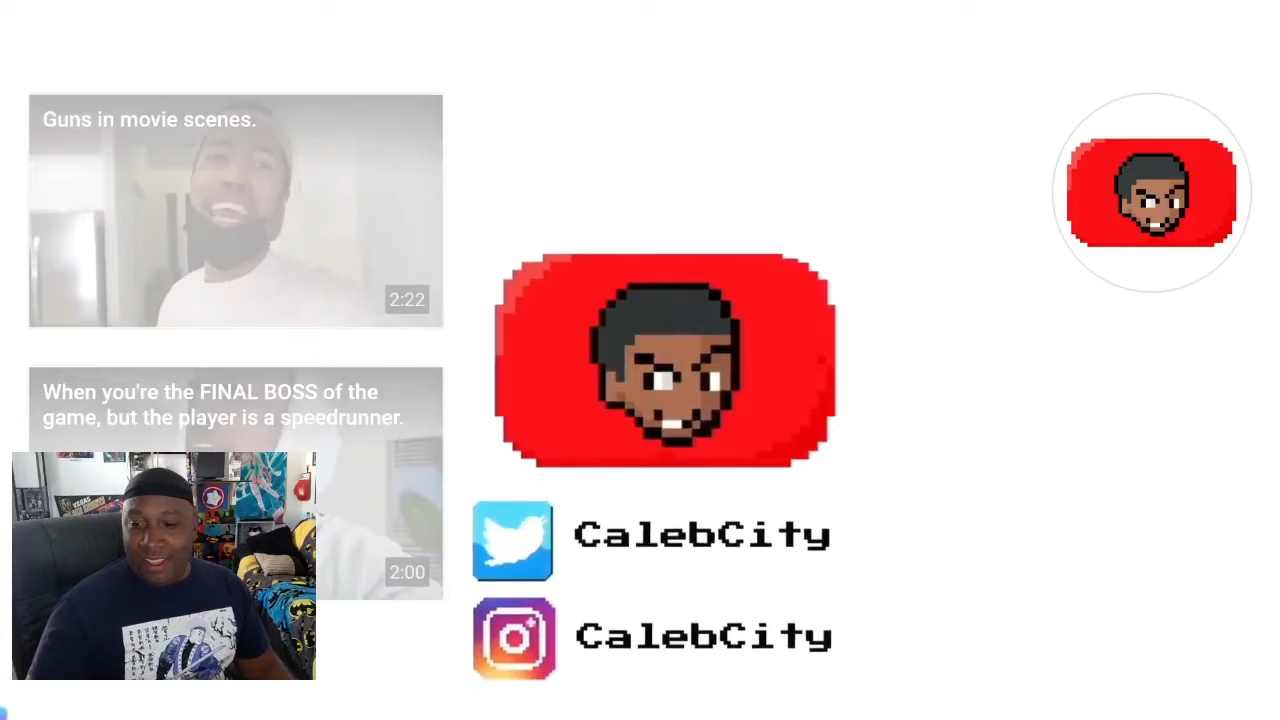 Guns in movie scenes.
2:22
When you're the FINAL BOSS of the
game, but the player is a speedrunner.
2:00
CalebCity
CalebCity